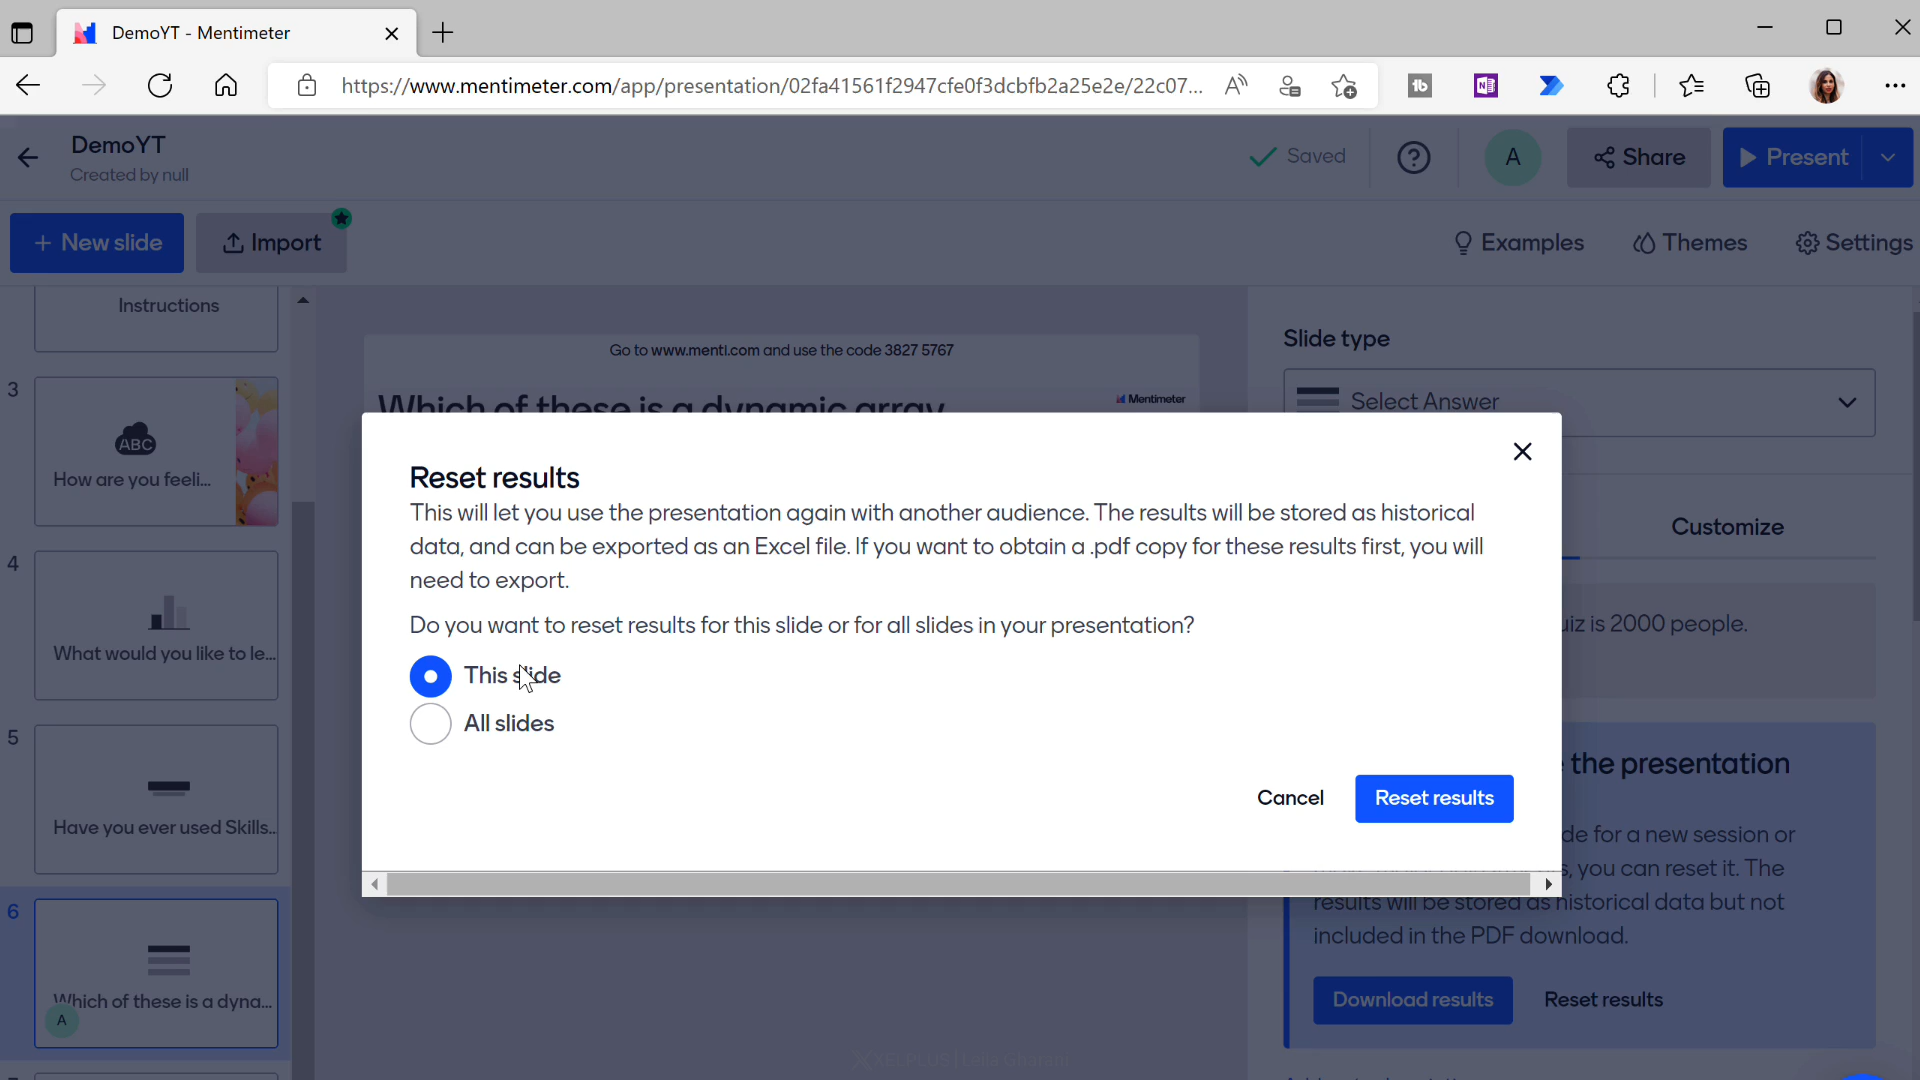 DemoYT - Mentimeter
https://www.mentimeter.com/app/presentation/02fa41561f2947cfe0f3dcbfb2a25e2e/22c07...
DemoYT
Created by null
Saved
A
Share
Present
+ New slide
Import
Examples
Themes
Settings
Instructions
3
ABC
How are you feeli...
4
What would you like to le...
5
Have you ever used Skills...
6
Which of these is a dyna...
A
Go to www.menti.com and use the code 3827 5767
Which of these is a dynamic array
Mentimeter
Slide type
Select Answer
Customize
uiz is 2000 people.
the presentation
de for a new session or
s, you can reset it. The
results will be stored as historical data but not
included in the PDF download.
Download results
Reset results
Reset results
This will let you use the presentation again with another audience. The results will be stored as historical
data, and can be exported as an Excel file. If you want to obtain a .pdf copy for these results first, you will
need to export.
Do you want to reset results for this slide or for all slides in your presentation?
This slide
All slides
Cancel
Reset results
XELPLUS | Leila Gharani